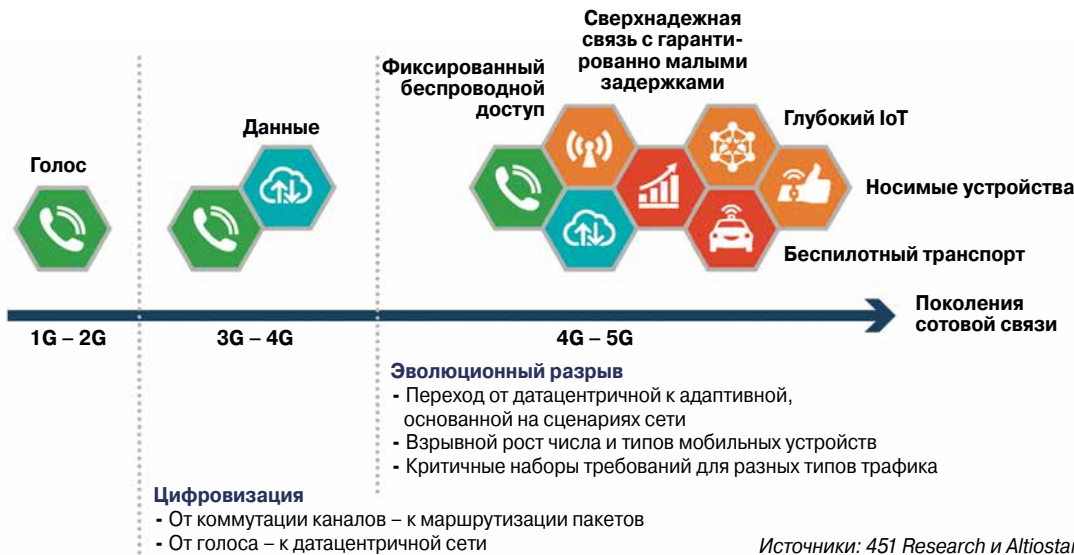 Голос
Данные
Фиксированный
беспроводной
доступ
Сверхнадежная
связь с гаранти-
рованно малыми
задержками
Глубокий IoT
Носимые устройства
Беспилотный транспорт
1G – 2G
3G – 4G
4G – 5G
Поколения
сотовой связи
Эволюционный разрыв
- Переход от датацентричной к адаптивной,
основанной на сценариях сети
- Взрывной рост числа и типов мобильных устройств
- Критичные наборы требований для разных типов трафика
Цифровизация
- От коммутации каналов – к маршрутизации пакетов
- От голоса – к датацентричной сети
Источники: 451 Research и Altiostar